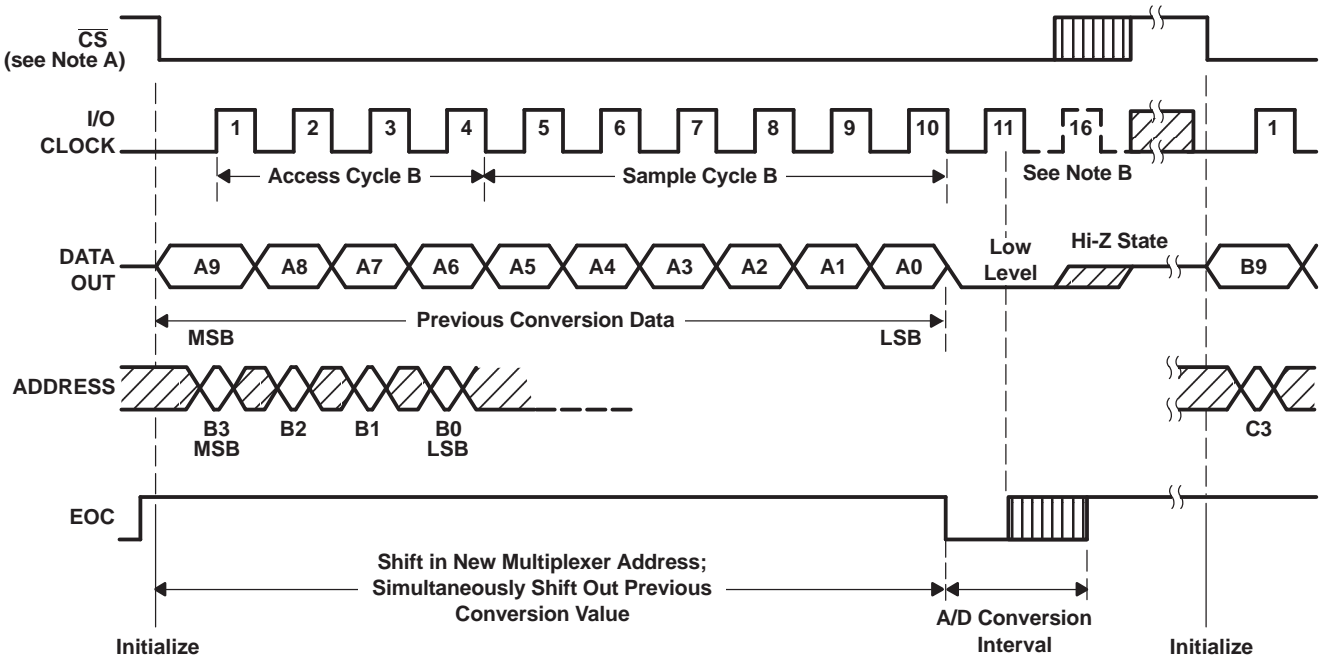 CS
(see Note A)
I/O
CLOCK
1 2 3 4 5 6 7 8 9 10 11 16 1
Access Cycle B
Sample Cycle B
See Note B
DATA
OUT
A9 A8 A7 A6 A5 A4 A3 A2 A1 A0
Low
Level
Hi-Z State
B9
Previous Conversion Data
MSB
LSB
ADDRESS
B3 B2 B1 B0
MSB LSB
C3
EOC
Shift in New Multiplexer Address;
Simultaneously Shift Out Previous
Conversion Value
A/D Conversion
Interval
Initialize
Initialize